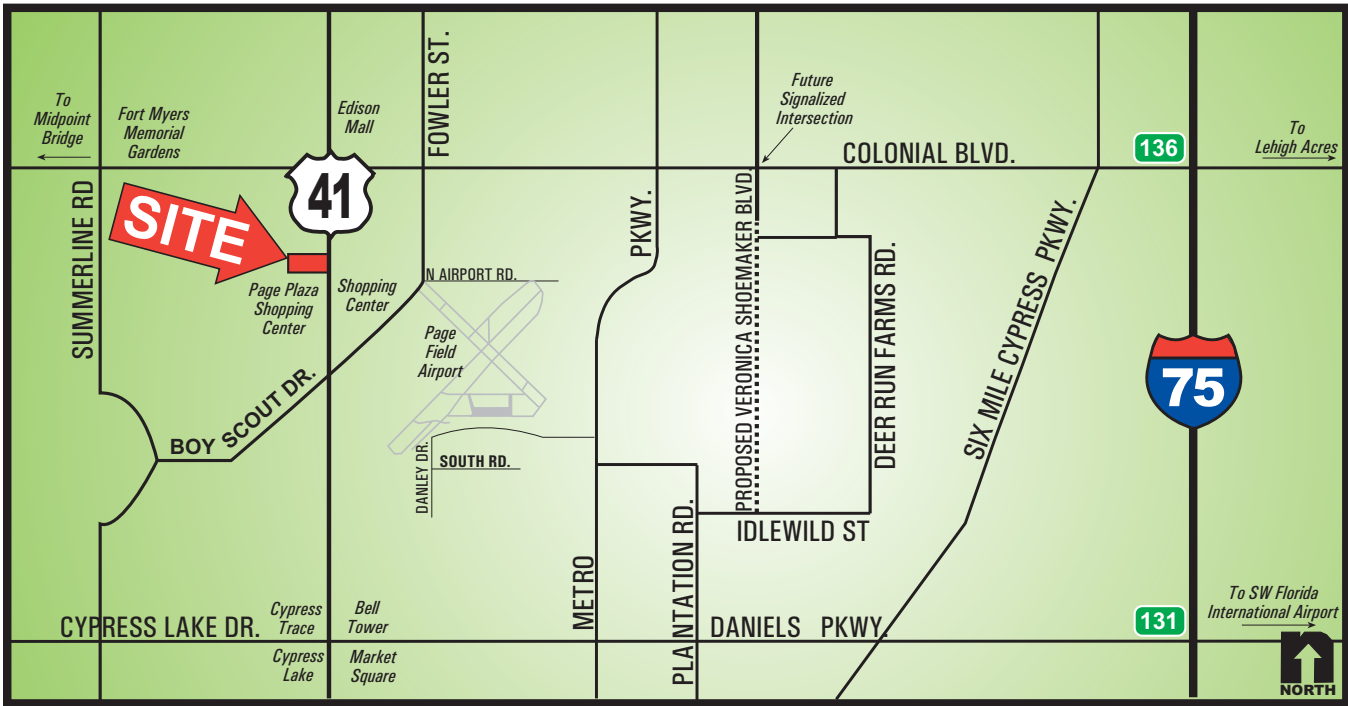 To
Midpoint
Bridge
Fort Myers
Memorial
Gardens
Edison
Mall
FOWLER ST.
Future
Signalized
Intersection
COLONIAL BLVD.
136
To
Lehigh Acres
SUMMERLINE RD
SITE
41
Page Plaza
Shopping
Center
Shopping
Center
N AIRPORT RD.
Page
Field
Airport
PKWY.
PROPOSED VERONICA SHOEMAKER BLVD.
DEER RUN FARMS RD.
SIX MILE CYPRESS PKWY.
75
BOY SCOUT DR.
DANLEY DR.
SOUTH RD.
METRO
PLANTATION RD.
IDLEWILD ST
CYPRESS LAKE DR.
Cypress
Trace
Bell
Tower
DANIELS PKWY.
131
To SW Florida
International Airport
Cypress
Lake
Market
Square
n
NORTH